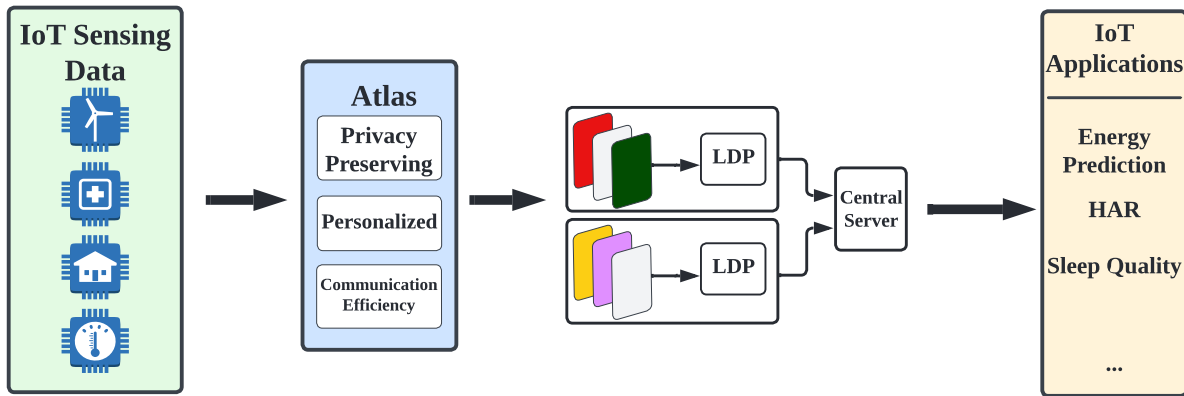 IoT Sensing
Data
Atlas
Privacy
Preserving
Personalized
Communication
Efficiency
LDP
LDP
Central
Server
IoT
Applications
Energy
Prediction
HAR
Sleep Quality
...